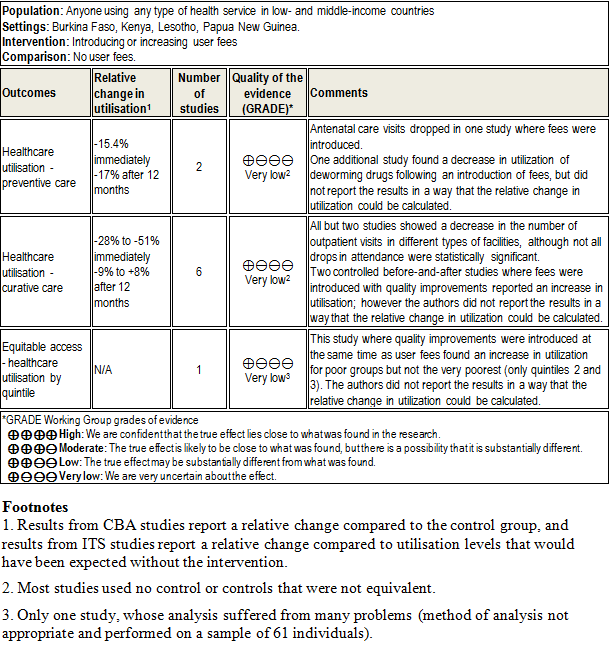 Population: Anyone using any type of health service in low- and middle-income countries
Settings: Burkina Faso, Kenya, Lesotho, Papua New Guinea.
Intervention: Introducing or increasing user fees
Comparison: No user fees.
Outcomes
Relative
change in
utilisation1
Number
of
studies
Quality of the
evidence
(GRADE)*
Comments
Healthcare
utilisation -
preventive care
-15.4%
immediately
-17% after 12
months
2
⊕⊖⊖⊖
Very low2
Antenatal care visits dropped in one study where fees were
introduced.
One additional study found a decrease in utilization of
deworming drugs following an introduction of fees, but did
not report the results in a way that the relative change in
utilization could be calculated.
Healthcare
utilisation -
curative care
-28% to -51%
immediately
-9% to +8%
after 12
months
6
⊕⊖⊖⊖
Very low2
All but two studies showed a decrease in the number of
outpatient visits in different types of facilities, although not all
drops in attendance were statistically significant.
Two controlled before-and-after studies where fees were
introduced with quality improvements reported an increase in
utilisation; however the authors did not report the results in a
way that the relative change in utilization could be calculated.
Equitable access
- healthcare
utilisation by
quintile
N/A
1
⊕⊖⊖⊖
Very low3
This study where quality improvements were introduced at
the same time as user fees found an increase in utilization
for poor groups but not the very poorest (only quintiles 2 and
3). The authors did not report the results in a way that the
relative change in utilization could be calculated.
*GRADE Working Group grades of evidence
⊕⊕⊕⊕ High: We are confident that the true effect lies close to what was found in the research.
⊕⊕⊕⊖ Moderate: The true effect is likely to be close to what was found, but there is a possibility that it is substantially different.
⊕⊕⊖⊖ Low: The true effect may be substantially different from what was found.
⊕⊖⊖⊖ Very low: We are very uncertain about the effect.
Footnotes
1. Results from CBA studies report a relative change compared to the control group, and
results from ITS studies report a relative change compared to utilisation levels that would
have been expected without the intervention.
2. Most studies used no control or controls that were not equivalent.
3. Only one study, whose analysis suffered from many problems (method of analysis not
appropriate and performed on a sample of 61 individuals).